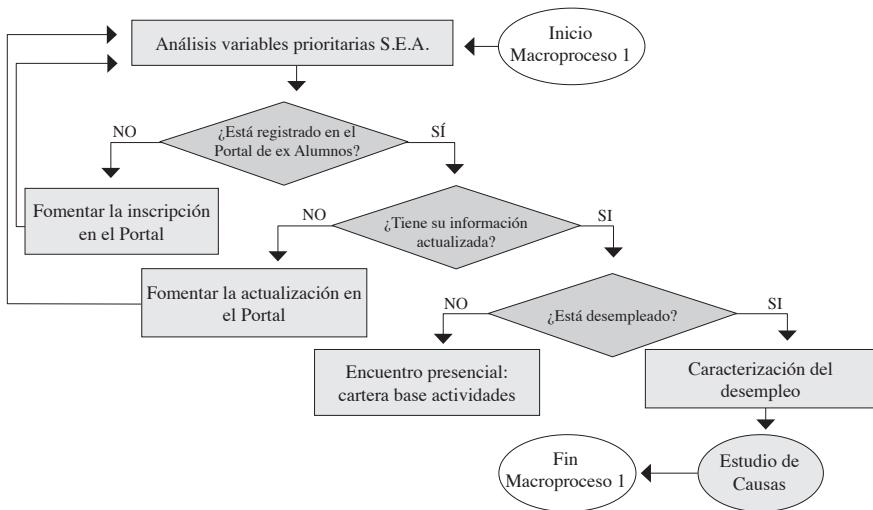 Análisis variables prioritarias S.E.A.
Inicio
Macroproceso 1
¿Está registrado en el
Portal de ex Alumnos?
NO
SÍ
Fomentar la inscripción
en el Portal
¿Tiene su información
actualizada?
NO
SI
Fomentar la actualización en
el Portal
¿Está desempleado?
NO
SI
Encuentro presencial:
cartera base actividades
Caracterización del
desempleo
Estudio de
Causas
Fin
Macroproceso 1